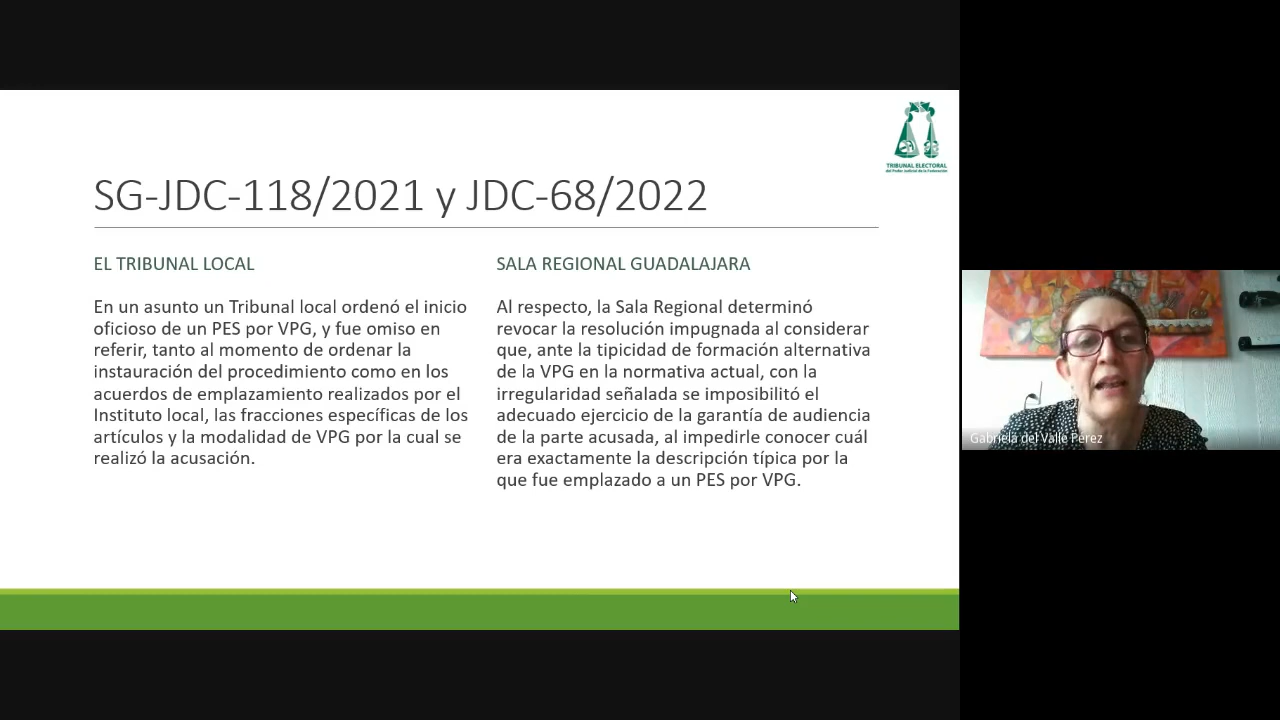 TRIBUNAL ELECTORAL
del Poder Judicial de la Federación
SG-JDC-118/2021 y JDC-68/2022
EL TRIBUNAL LOCAL
En un asunto un Tribunal local ordenó el inicio
oficioso de un PES por VPG, y fue omiso en
referir, tanto al momento de ordenar la
instauración del procedimiento como en los
acuerdos de emplazamiento realizados por el
Instituto local, las fracciones específicas de los
artículos y la modalidad de VPG por la cual se
realizó la acusación.
SALA REGIONAL GUADALAJARA
Al respecto, la Sala Regional determinó
revocar la resolución impugnada al considerar
que, ante la tipicidad de formación alternativa
de la VPG en la normativa actual, con la
irregularidad señalada se imposibilitó el
adecuado ejercicio de la garantía de audiencia
de la parte acusada, al impedirle conocer cuál
era exactamente la descripción típica por la
que fue emplazado a un PES por VPG.
Gabriela del Valle Pérez